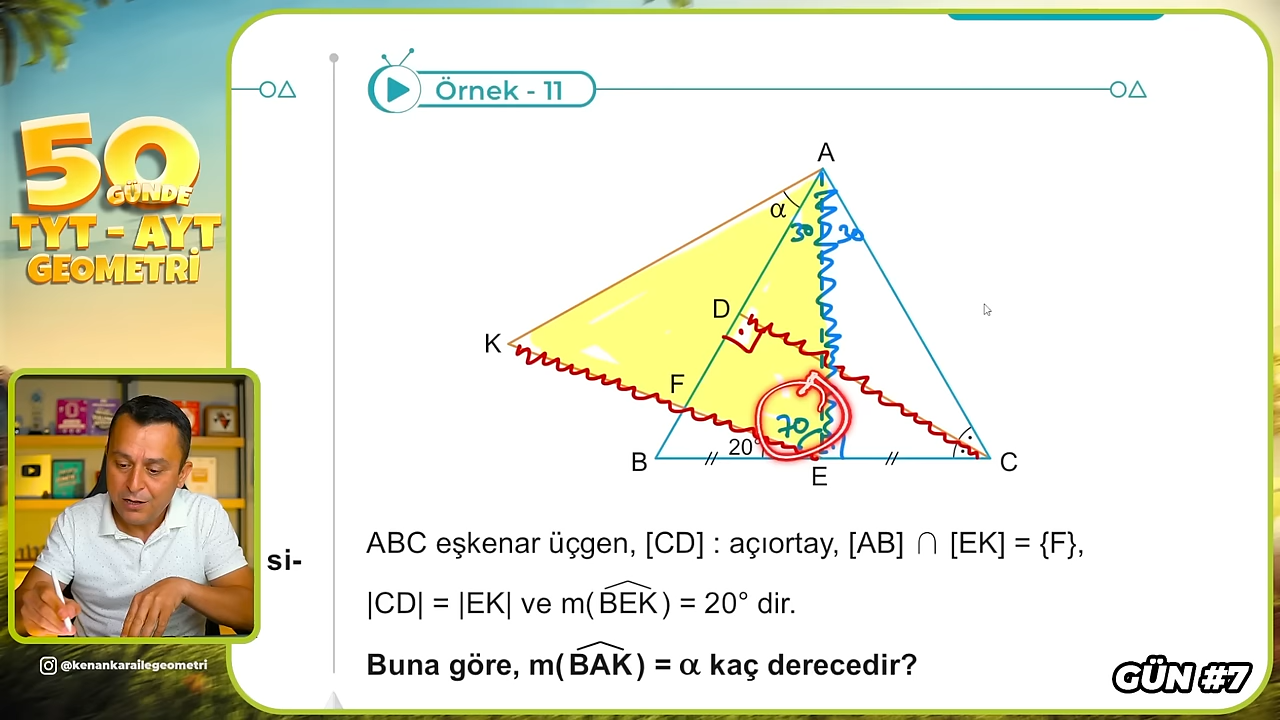 50
GÜNDE
TYT - AYT
GEOMETRİ
Örnek - 11
A
α
30
30
D
K
F
70
20°
B
E
C
si-
ABC eşkenar üçgen, [CD] : açıortay, [AB] ∩ [EK] = {F},
|CD| = |EK| ve m(BEK) = 20° dir.
Buna göre, m(BAK) = α kaç derecedir?
@kenankarailegeometri
GÜN #7